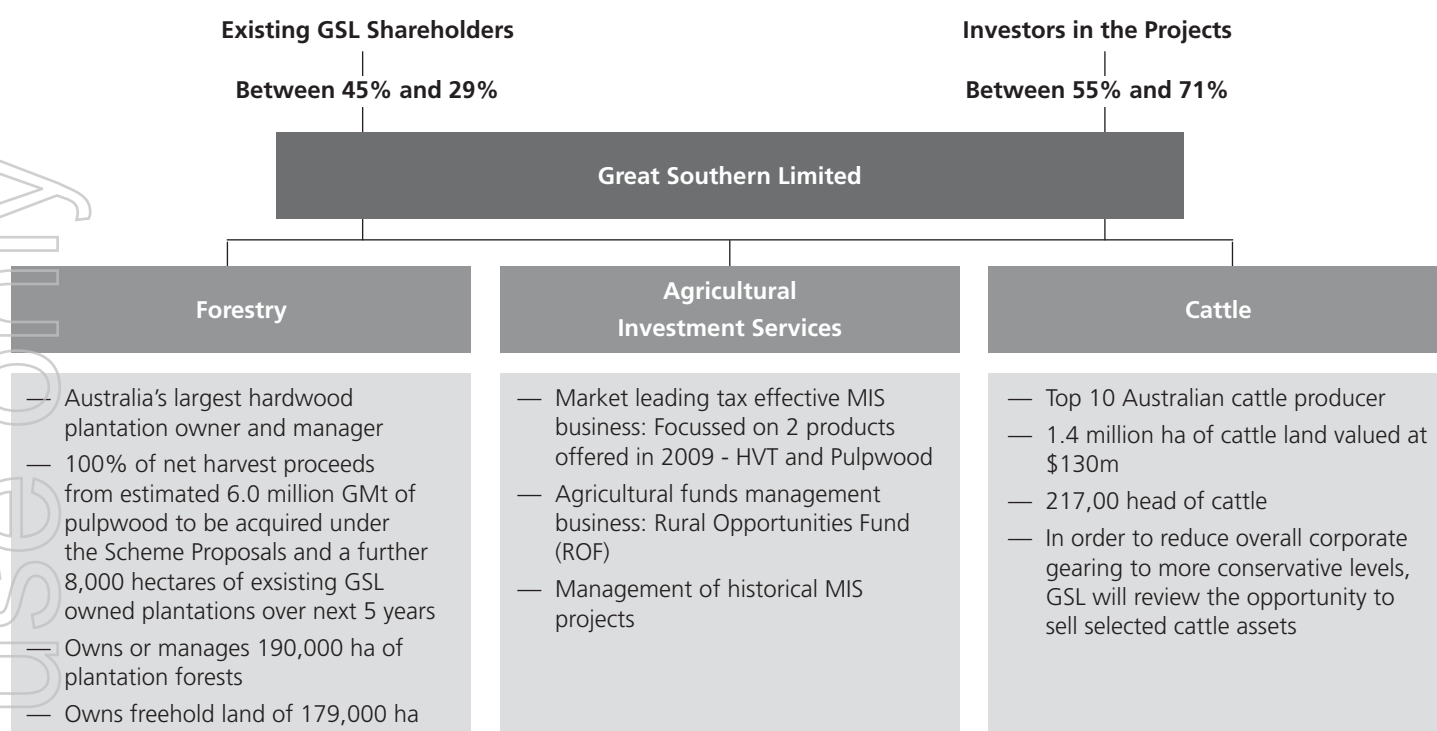 Existing GSL Shareholders
Investors in the Projects
Between 45% and 29%
Between 55% and 71%
Great Southern Limited
Forestry
— Australia's largest hardwood
plantation owner and manager
— 100% of net harvest proceeds
from estimated 6.0 million GMt of
pulpwood to be acquired under
the Scheme Proposals and a further
8,000 hectares of exsisting GSL
owned plantations over next 5 years
— Owns or manages 190,000 ha of
plantation forests
— Owns freehold land of 179,000 ha
Agricultural
Investment Services
— Market leading tax effective MIS
business: Focussed on 2 products
offered in 2009 - HVT and Pulpwood
— Agricultural funds management
business: Rural Opportunities Fund
(ROF)
— Management of historical MIS
projects
Cattle
— Top 10 Australian cattle producer
— 1.4 million ha of cattle land valued at
$130m
— 217,00 head of cattle
— In order to reduce overall corporate
gearing to more conservative levels,
GSL will review the opportunity to
sell selected cattle assets
use only